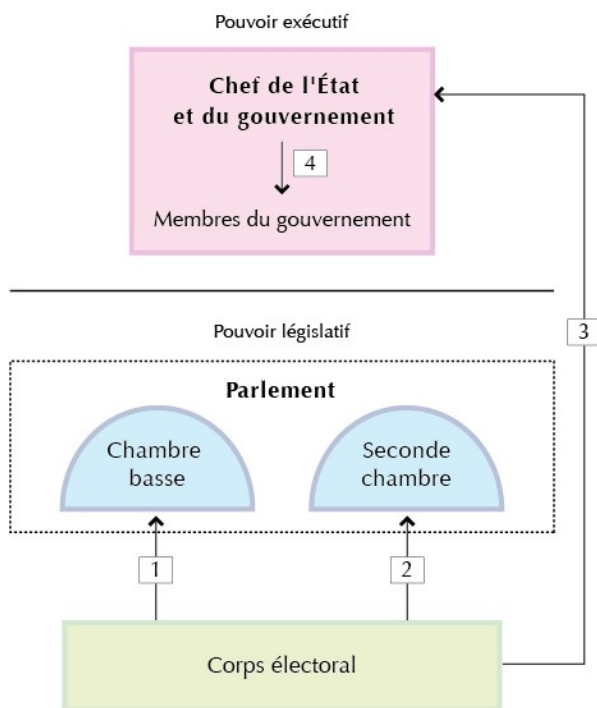 Pouvoir exécutif
Chef de l'État
et du gouvernement
4
Membres du gouvernement
3
Pouvoir législatif
Parlement
Chambre
basse
Seconde
chambre
1
2
Corps électoral